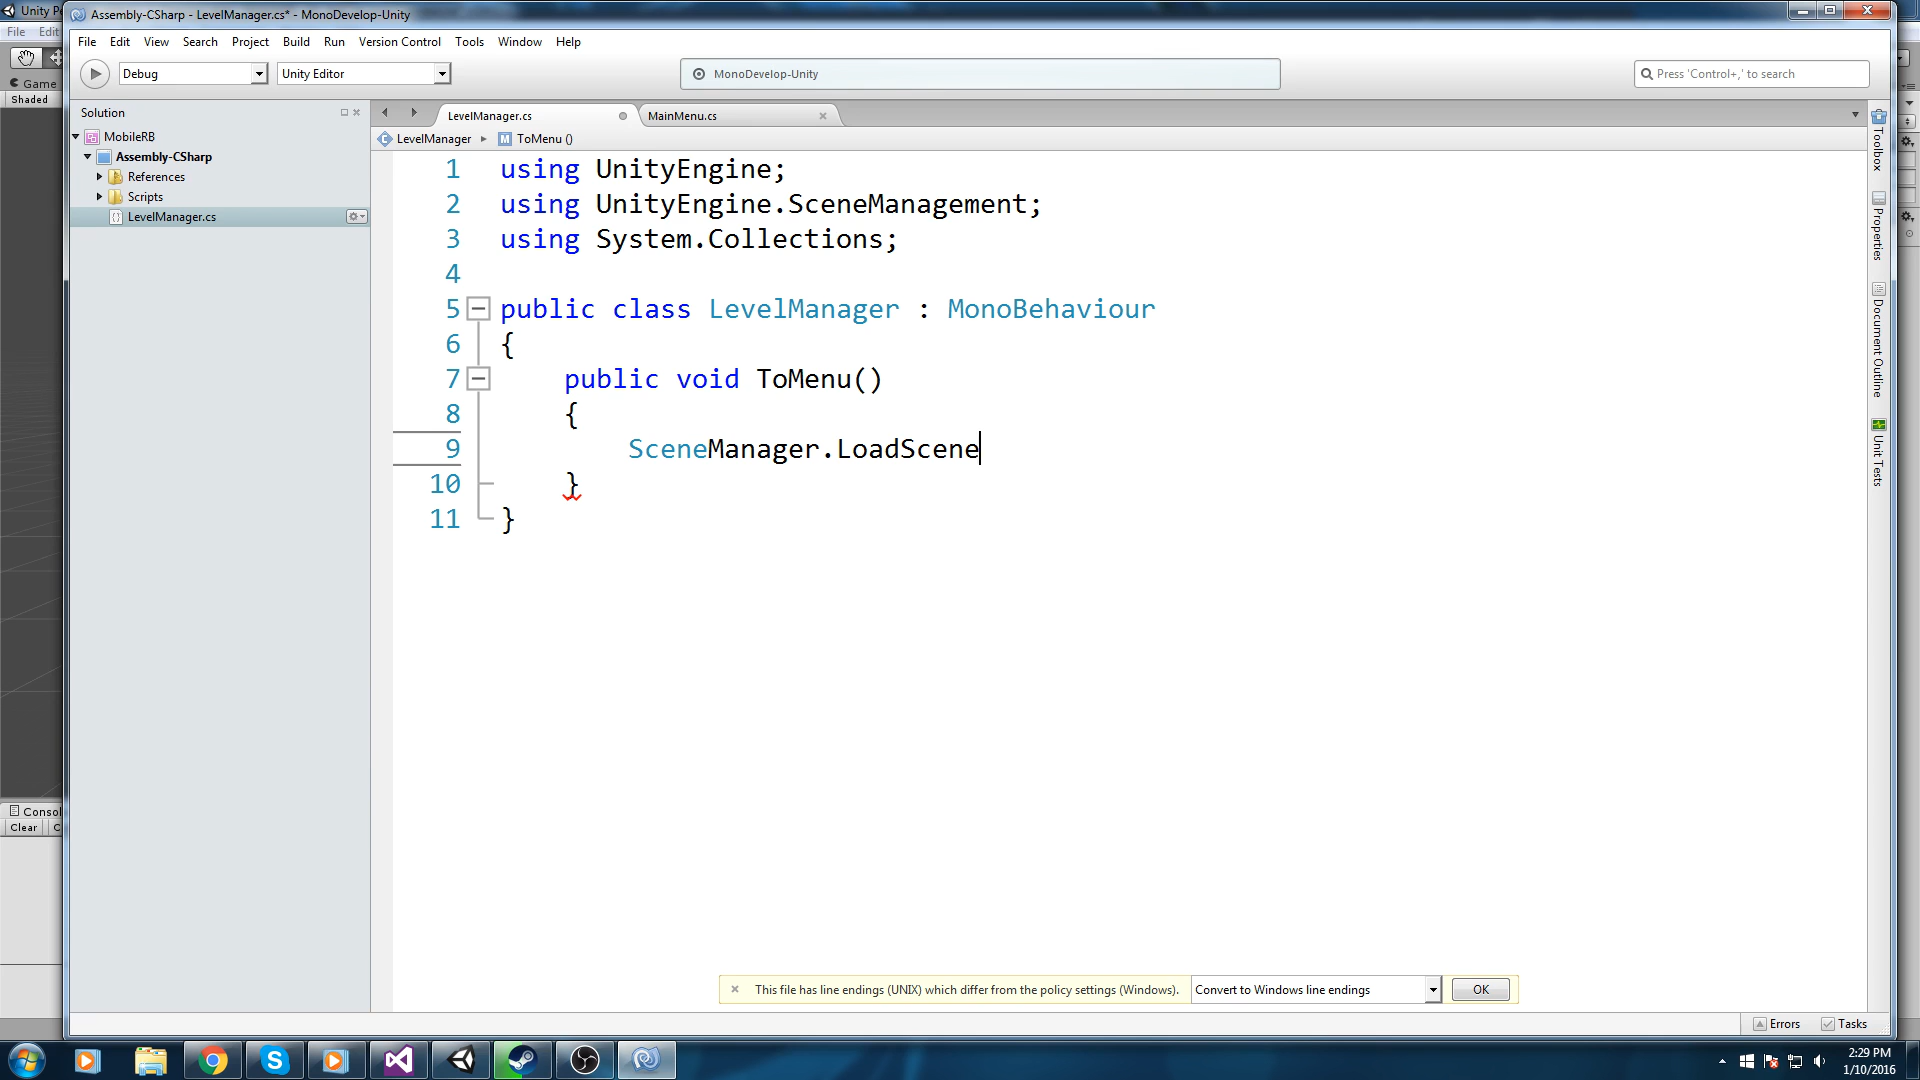 Unity P
Assembly-CSharp - LevelManager.cs* - MonoDevelop-Unity
File Edit
File Edit View Search Project Build Run Version Control Tools Window Help
Debug
Unity Editor
MonoDevelop-Unity
Press 'Control+,' to search
Game
Shaded
Solution
LevelManager.cs
MainMenu.cs
MobileRB
LevelManager
ToMenu ()
Assembly-CSharp
References
Scripts
LevelManager.cs
1 using UnityEngine;
2 using UnityEngine.SceneManagement;
3 using System.Collections;
4
5 public class LevelManager : MonoBehaviour
6 {
7 public void ToMenu()
8 {
9 SceneManager.LoadScene
10 }
11 }
Toolbox
Properties
Document Outline
Unit Tests
Consol
Clear C
This file has line endings (UNIX) which differ from the policy settings (Windows).
Convert to Windows line endings
OK
Errors
Tasks
2:29 PM
1/10/2016